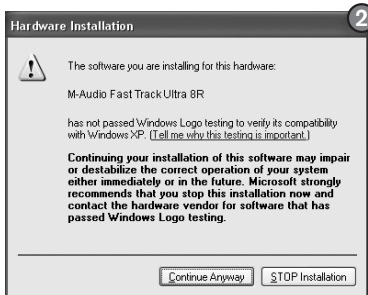 2
Hardware Installation
The software you are installing for this hardware:
M-Audio Fast Track Ultra 8R
has not passed Windows Logo testing to verify its compatibility
with Windows XP. (Tell me why this testing is important.)
Continuing your installation of this software may impair
or destabilize the correct operation of your system
either immediately or in the future. Microsoft strongly
recommends that you stop this installation now and
contact the hardware vendor for software that has
passed Windows Logo testing.
Continue Anyway
STOP Installation